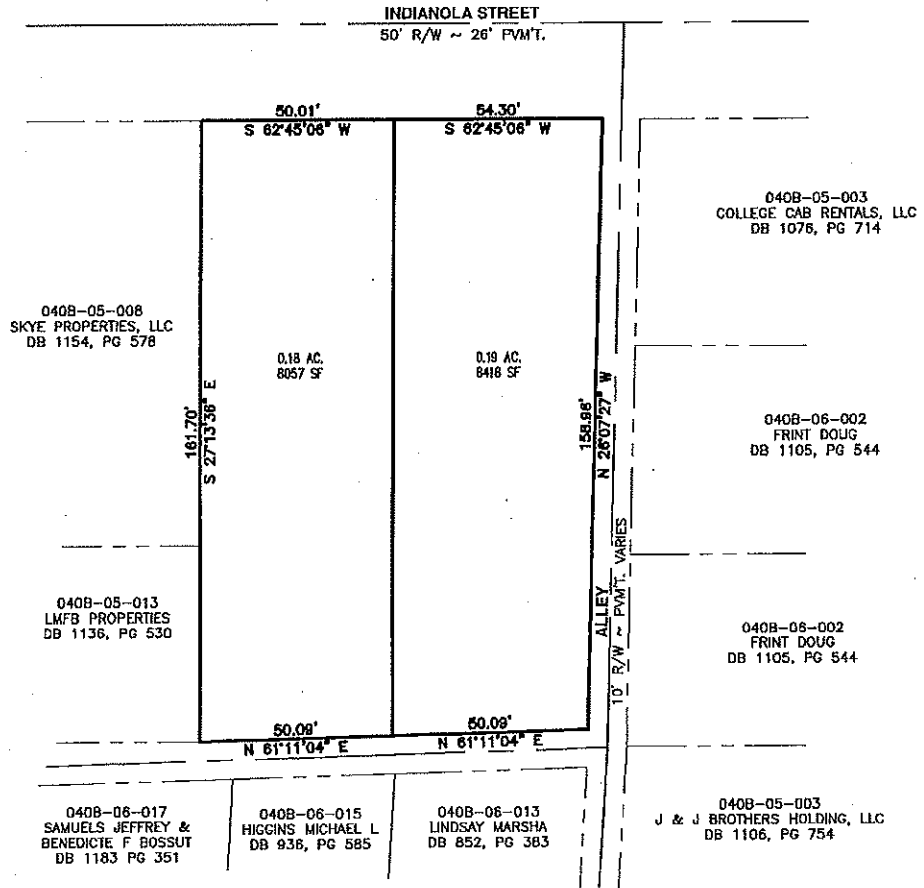 INDIANOLA STREET
50' R/W ~ 26' PVM'T.
50.01'
S 62°45'06" W
54.30'
S 62°45'06" W
040B-05-003
COLLEGE CAB RENTALS, LLC
DB 1076, PG 714
040B-05-008
SKYE PROPERTIES, LLC
DB 1154, PG 578
0.18 AC.
8057 SF
0.19 AC.
8418 SF
161.70'
S 27°13'36" E
158.98'
N 26°07'27" W
040B-06-002
FRINT DOUG
DB 1105, PG 544
040B-05-013
LMFB PROPERTIES
DB 1136, PG 530
ALLEY
10' R/W ~ PVM'T. VARIES
040B-06-002
FRINT DOUG
DB 1105, PG 544
50.09'
N 61°11'04" E
50.09'
N 61°11'04" E
040B-06-017
SAMUELS JEFFREY &
BENEDICTE F BOSSUT
DB 1183 PG 351
040B-06-015
HIGGINS MICHAEL L
DB 938, PG 585
040B-06-013
LINDSAY MARSHA
DB 852, PG 383
040B-05-003
J & J BROTHERS HOLDING, LLC
DB 1106, PG 754